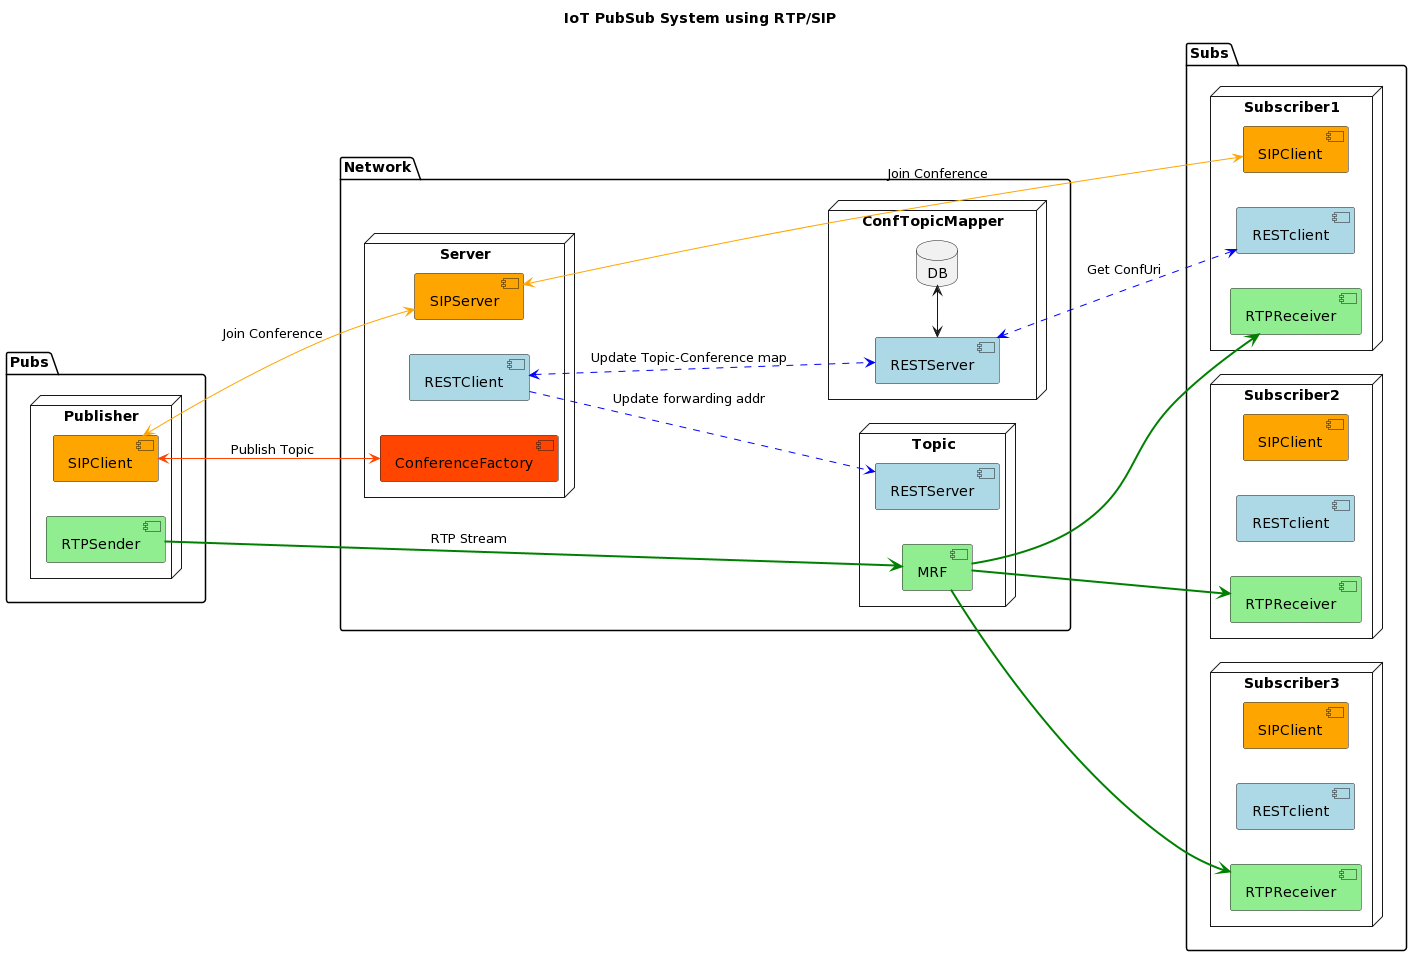 IoT PubSub System using RTP/SIP
Pubs
Publisher
SIPClient
RTPSender
Join Conference
Publish Topic
RTP Stream
Network
Server
SIPServer
RESTClient
ConferenceFactory
Update Topic-Conference map
Update forwarding addr
Join Conference
ConfTopicMapper
DB
RESTServer
Topic
RESTServer
MRF
Get ConfUri
Subs
Subscriber1
SIPClient
RESTclient
RTPReceiver
Subscriber2
SIPClient
RESTclient
RTPReceiver
Subscriber3
SIPClient
RESTclient
RTPReceiver